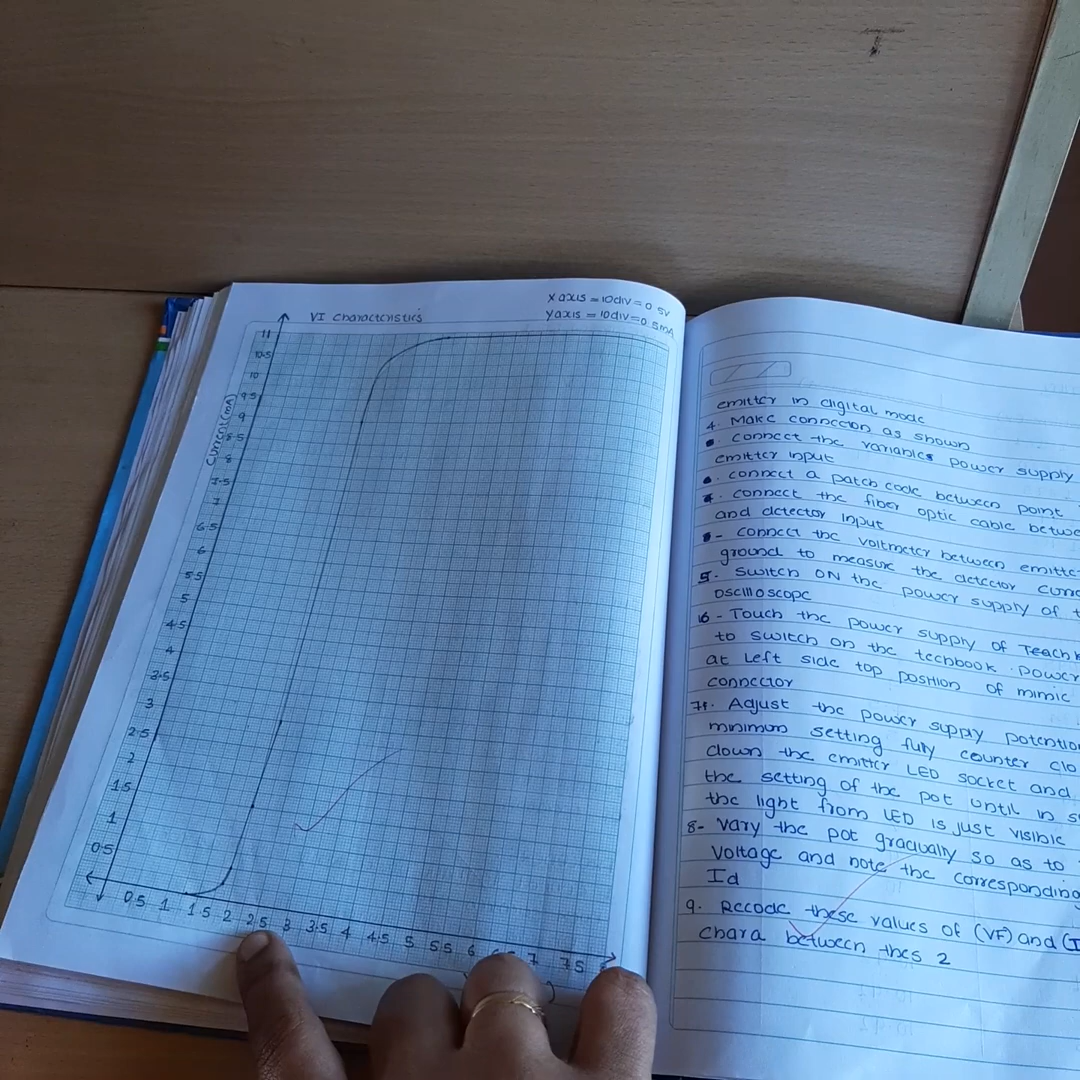 X axis = 10div = 0.5V
VI Characteristics
Y axis = 10div = 0.5mA
Current(mA)
11
10.5
10
9.5
9
8.5
8
7.5
7
6.5
6
5.5
5
4.5
4
3.5
3
2.5
2
1.5
1
0.5
0.5 1 1.5 2 2.5 3 3.5 4 4.5 5 5.5 6 7 7.5
emitter in digital mode
4. Make connecion as shown
connect the variables power supply
emitter input
connect a patch code between point
connect the fiber optic cable betwe
and detector input
connect the voltmeter between emitte
ground to measure the detector curr
5. Switch ON the power supply of t
oscilloscope
6 - Touch the power supply of Teach
to switch on the techbook power
at Left side top position of mimic
connector
7. Adjust the power supply potentio
minimum setting fully counter clo
down the emitter LED socket and
the setting of the pot until in s
the light from LED is just visible
8- Vary the pot gradually so as to
Voltage and note the corresponding
Id
9. Recode these values of (VF) and (I
chara between thes 2